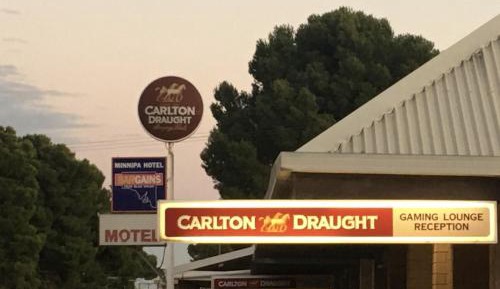 CARLTON
DRAUGHT
MINNIPA HOTEL
BARGAINS
MOTEL
CARLTON DRAUGHT
GAMING LOUNGE
RECEPTION
CARLTON DRAUGHT